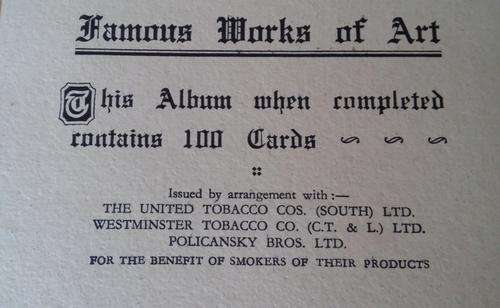 Famous Works of Art
This Album when completed
contains 100 Cards
Issued by arrangement with :—
THE UNITED TOBACCO COS. (SOUTH) LTD.
WESTMINSTER TOBACCO CO. (C.T. & L.) LTD.
POLICANSKY BROS. LTD.
FOR THE BENEFIT OF SMOKERS OF THEIR PRODUCTS